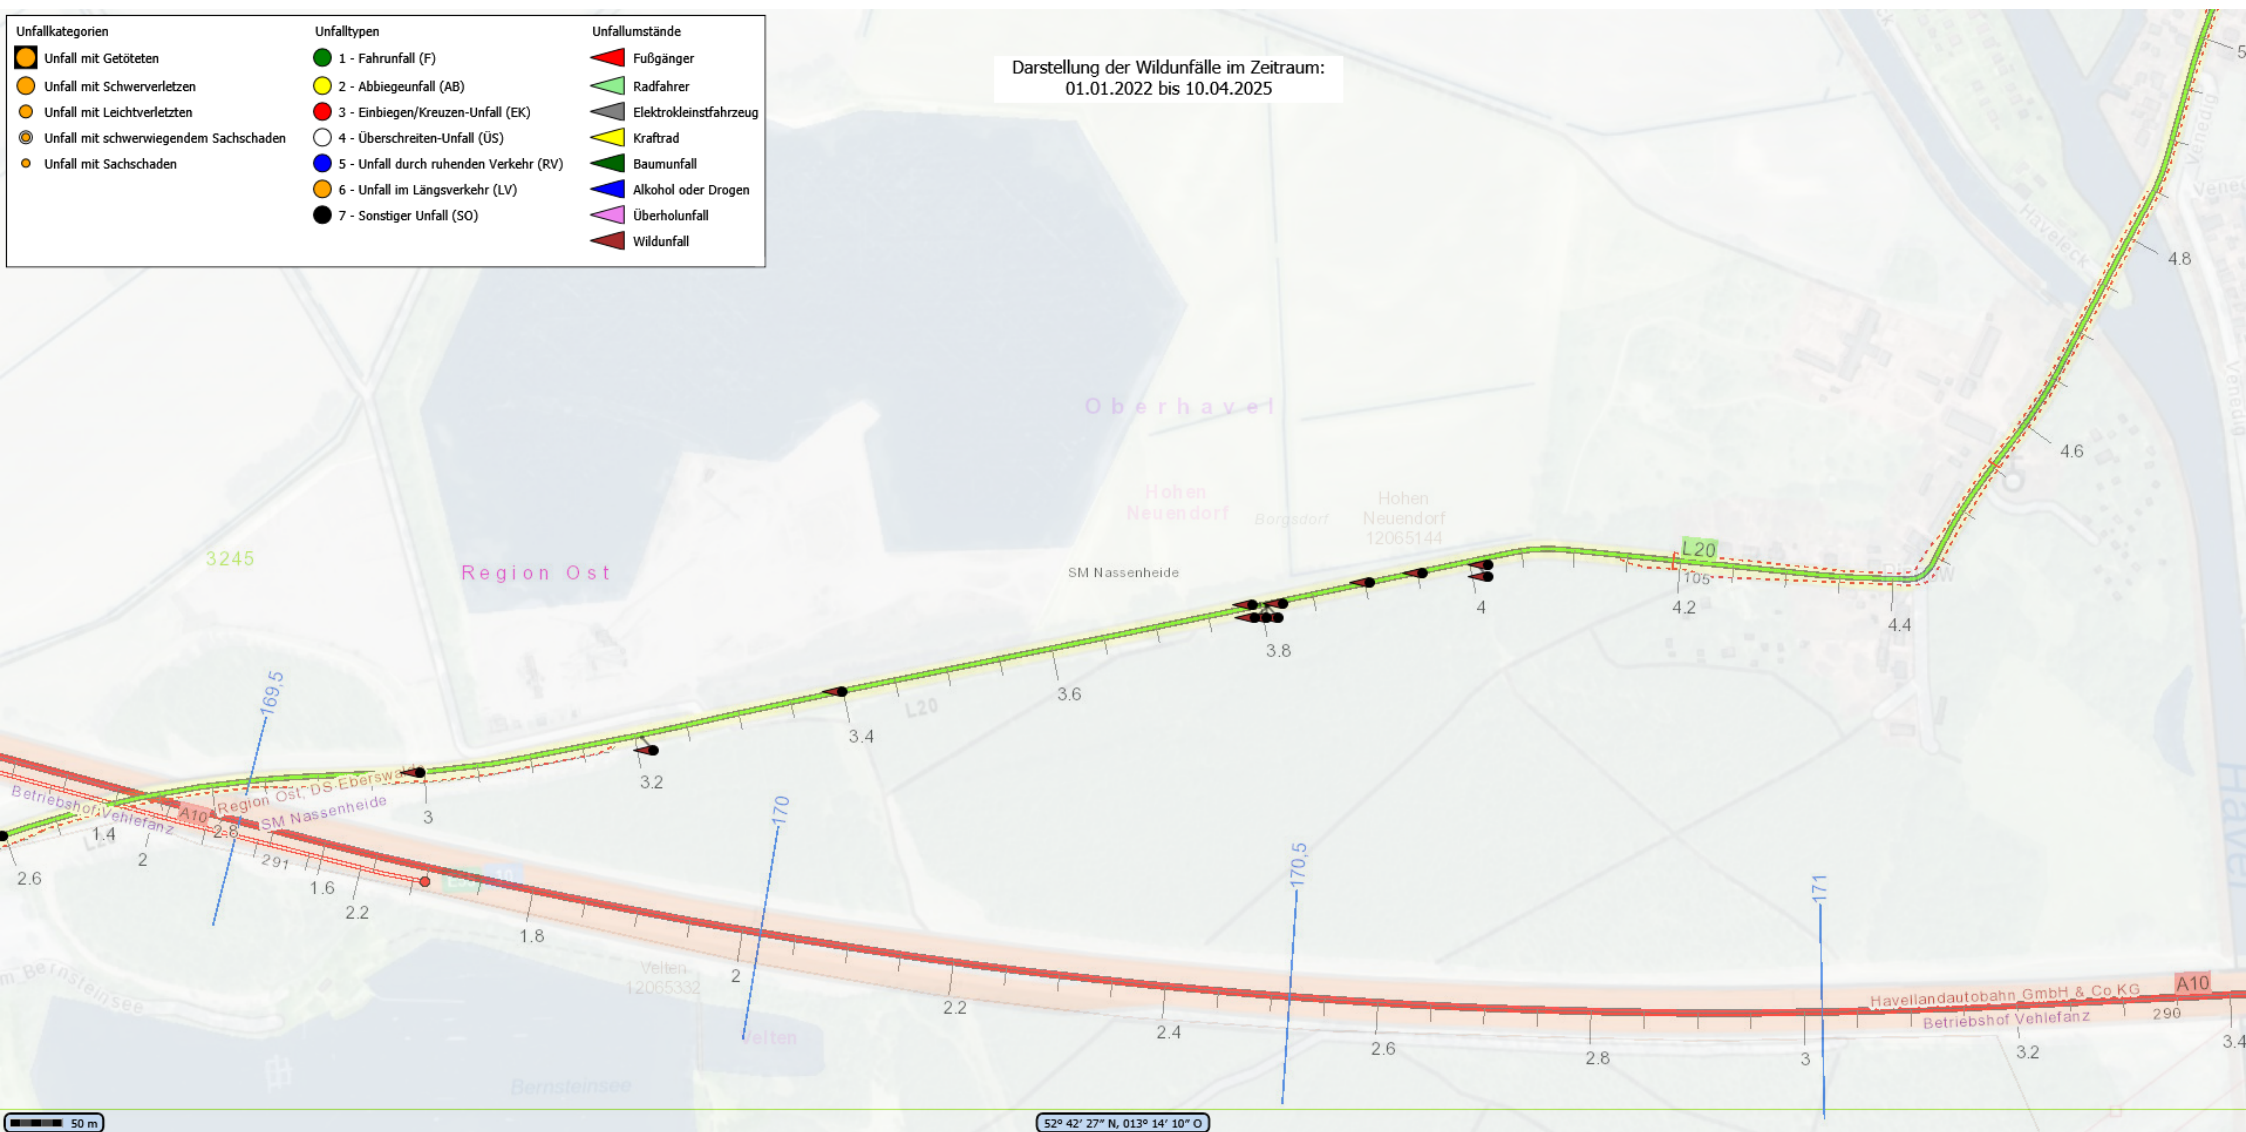 Unfallkategorien
Unfall mit Getöteten
Unfall mit Schwerverletzen
Unfall mit Leichtverletzten
Unfall mit schwerwiegendem Sachschaden
Unfall mit Sachschaden
Unfalltypen
1 - Fahrunfall (F)
2 - Abbiegeunfall (AB)
3 - Einbiegen/Kreuzen-Unfall (EK)
4 - Überschreiten-Unfall (ÜS)
5 - Unfall durch ruhenden Verkehr (RV)
6 - Unfall im Längsverkehr (LV)
7 - Sonstiger Unfall (SO)
Unfallumstände
Fußgänger
Radfahrer
Elektrokleinstfahrzeug
Kraftrad
Baumunfall
Alkohol oder Drogen
Überholunfall
Wildunfall
Darstellung der Wildunfälle im Zeitraum:
01.01.2022 bis 10.04.2025
5
Venedig
Haveleck
4.8
Venedig
Oberhavel
4.6
Hohen
Neuendorf
Borgsdorf
Hohen
Neuendorf
12065144
3245
Region Ost
SM Nassenheide
L20
105
4
4.2
4.4
3.8
3.6
L20
3.4
3.2
3
169,5
Region Ost, DS Eberswalde
SM Nassenheide
Betriebshof Vehlefanz
A10
2.8
1.4
L20
2
291
2.6
1.6
2.2
170
170,5
171
1.8
2
2.2
2.4
2.6
2.8
3
3.2
3.4
Velten
12065332
Velten
Bernsteinsee
m Bernsteinsee
Havellandautobahn GmbH & Co KG
A10
Betriebshof Vehlefanz
290
Havel
50 m
52° 42' 27" N, 013° 14' 10" O